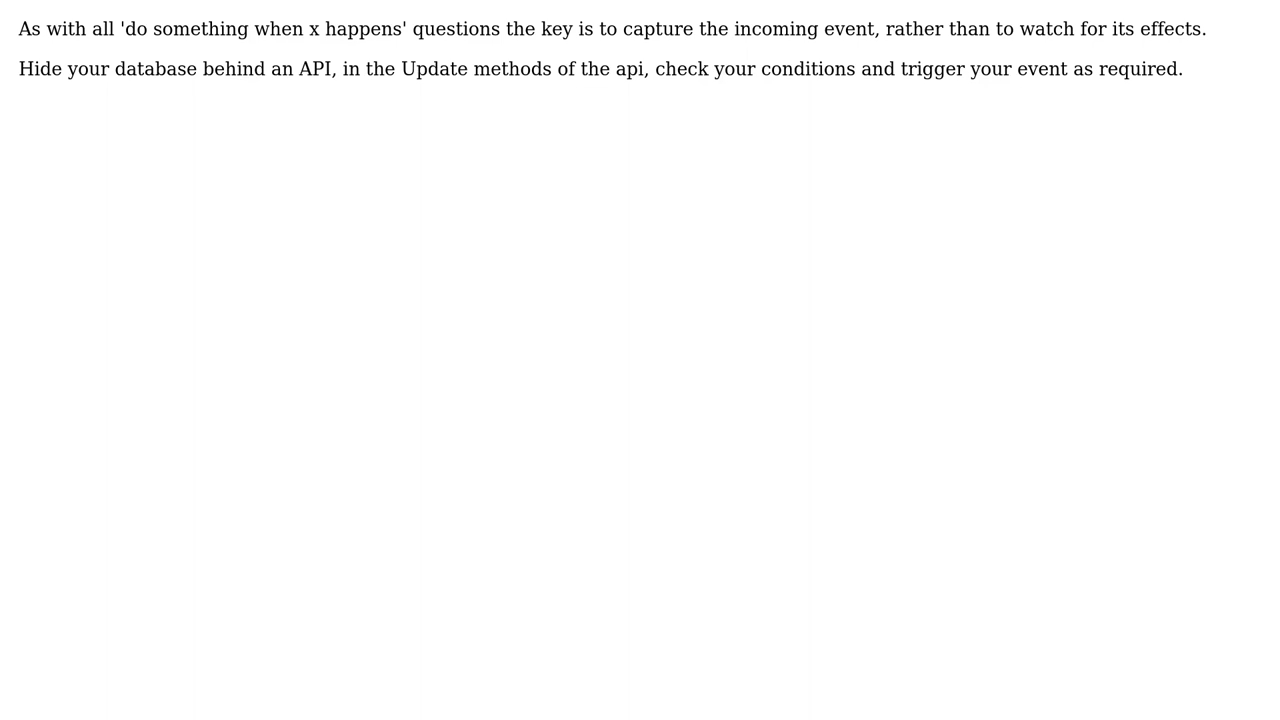 As with all 'do something when x happens' questions the key is to capture the incoming event, rather than to watch for its effects.
Hide your database behind an API, in the Update methods of the api, check your conditions and trigger your event as required.